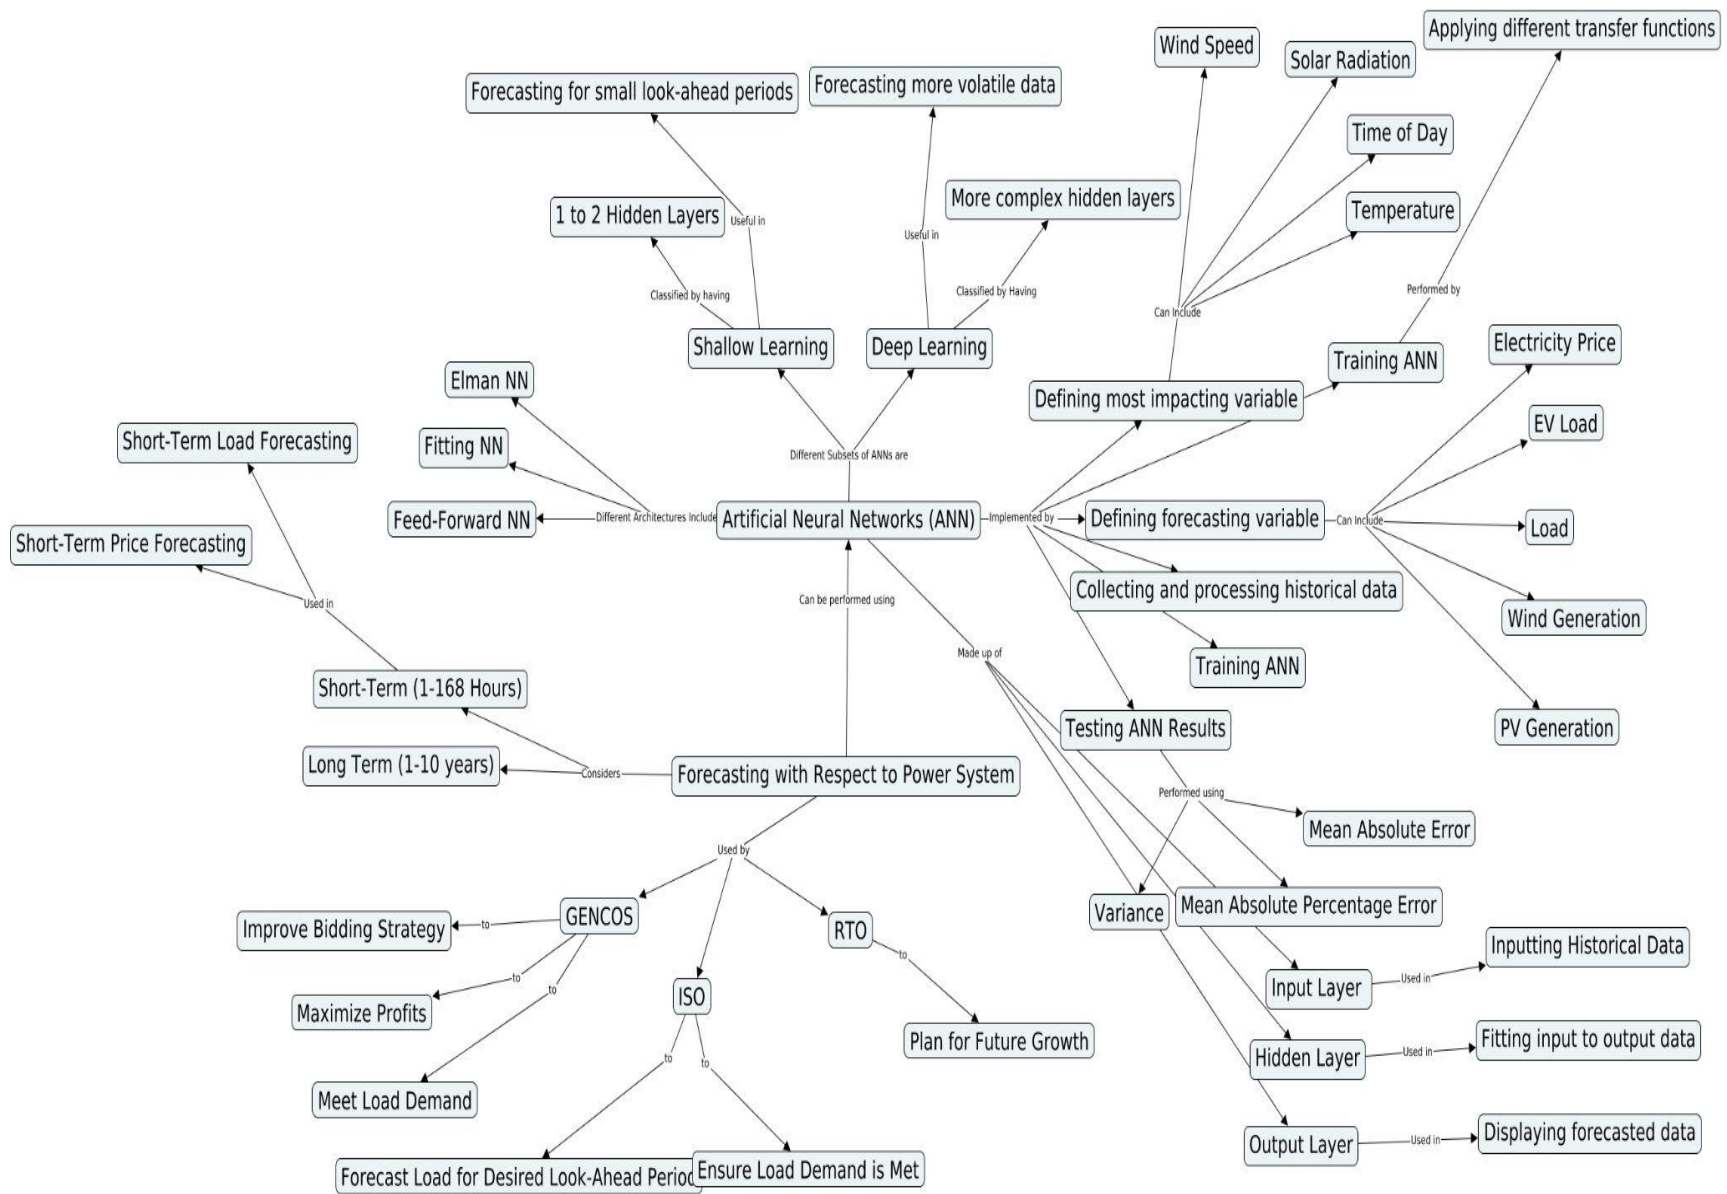 Applying different transfer functions
Wind Speed
Solar Radiation
Forecasting for small look-ahead periods
Forecasting more volatile data
Time of Day
More complex hidden layers
Temperature
1 to 2 Hidden Layers
Useful in
Useful in
Classified by having
Classified by Having
Performed by
Can Include
Shallow Learning
Deep Learning
Electricity Price
Training ANN
Elman NN
Defining most impacting variable
EV Load
Short-Term Load Forecasting
Fitting NN
Different Subsets of ANNs are
Feed-Forward NN
Different Architectures Include
Artificial Neural Networks (ANN)
Implemented by
Defining forecasting variable
Can Include
Load
Short-Term Price Forecasting
Collecting and processing historical data
Can be performed using
Used in
Wind Generation
Made up of
Training ANN
Short-Term (1-168 Hours)
Testing ANN Results
PV Generation
Long Term (1-10 years)
Considers
Forecasting with Respect to Power System
Performed using
Mean Absolute Error
Used by
Variance
Mean Absolute Percentage Error
GENCOS
Improve Bidding Strategy
to
RTO
Inputting Historical Data
to
to
to
Used in
Input Layer
ISO
Maximize Profits
Plan for Future Growth
Hidden Layer
Used in
Fitting input to output data
to
to
Meet Load Demand
Output Layer
Used in
Displaying forecasted data
Forecast Load for Desired Look-Ahead Period
Ensure Load Demand is Met